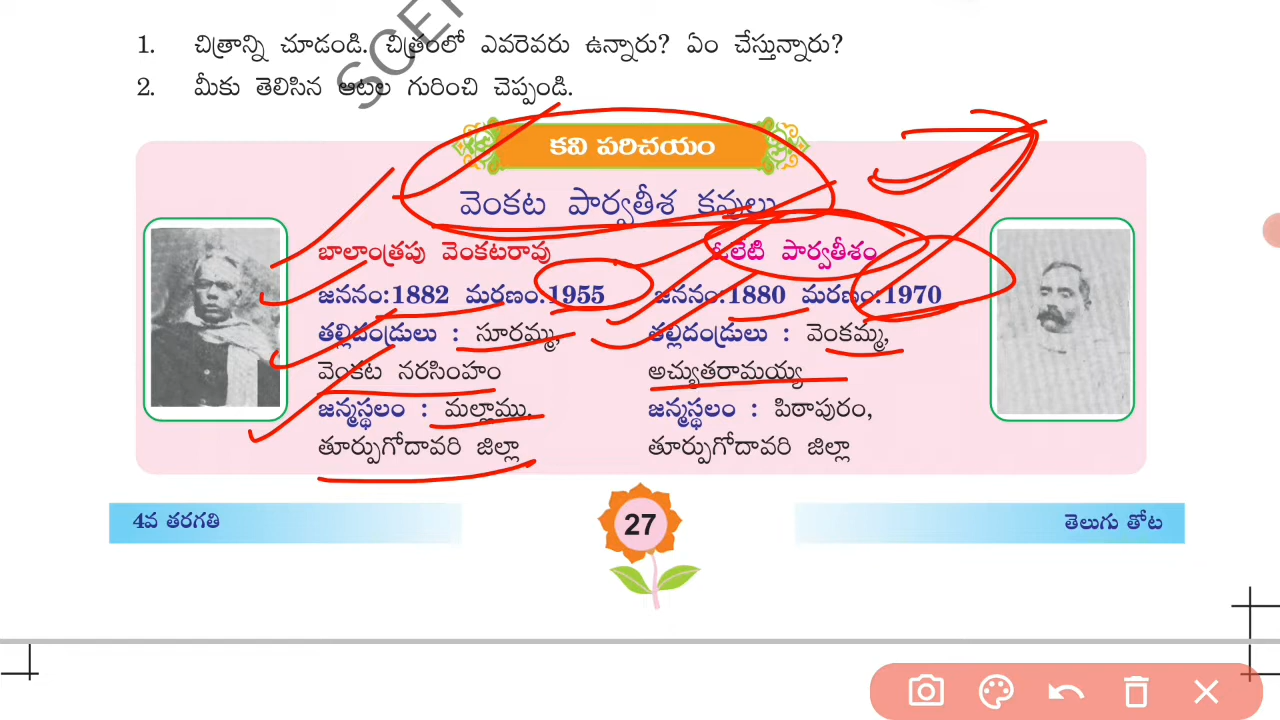 1. చిత్రాన్ని చూడండి. చిత్రంలో ఎవరెవరు ఉన్నారు? ఏం చేస్తున్నారు?
2. మీకు తెలిసిన ఆటల గురించి చెప్పండి.
SCER
కవి పరిచయం
వెంకట పార్వతీశ కవులు
బాలాంత్రపు వెంకటరావు
జననం:1882 మరణం.1955
తల్లిదండ్రులు : సూరమ్మ,
వెంకట నరసింహం
జన్మస్థలం : మల్లాము.
తూర్పుగోదావరి జిల్లా
ఓలేటి పార్వతీశం
జననం:1880 మరణం:1970
తల్లిదండ్రులు : వెంకమ్మ,
అచ్యుతరామయ్య
జన్మస్థలం : పిఠాపురం,
తూర్పుగోదావరి జిల్లా
4వ తరగతి
27
తెలుగు తోట